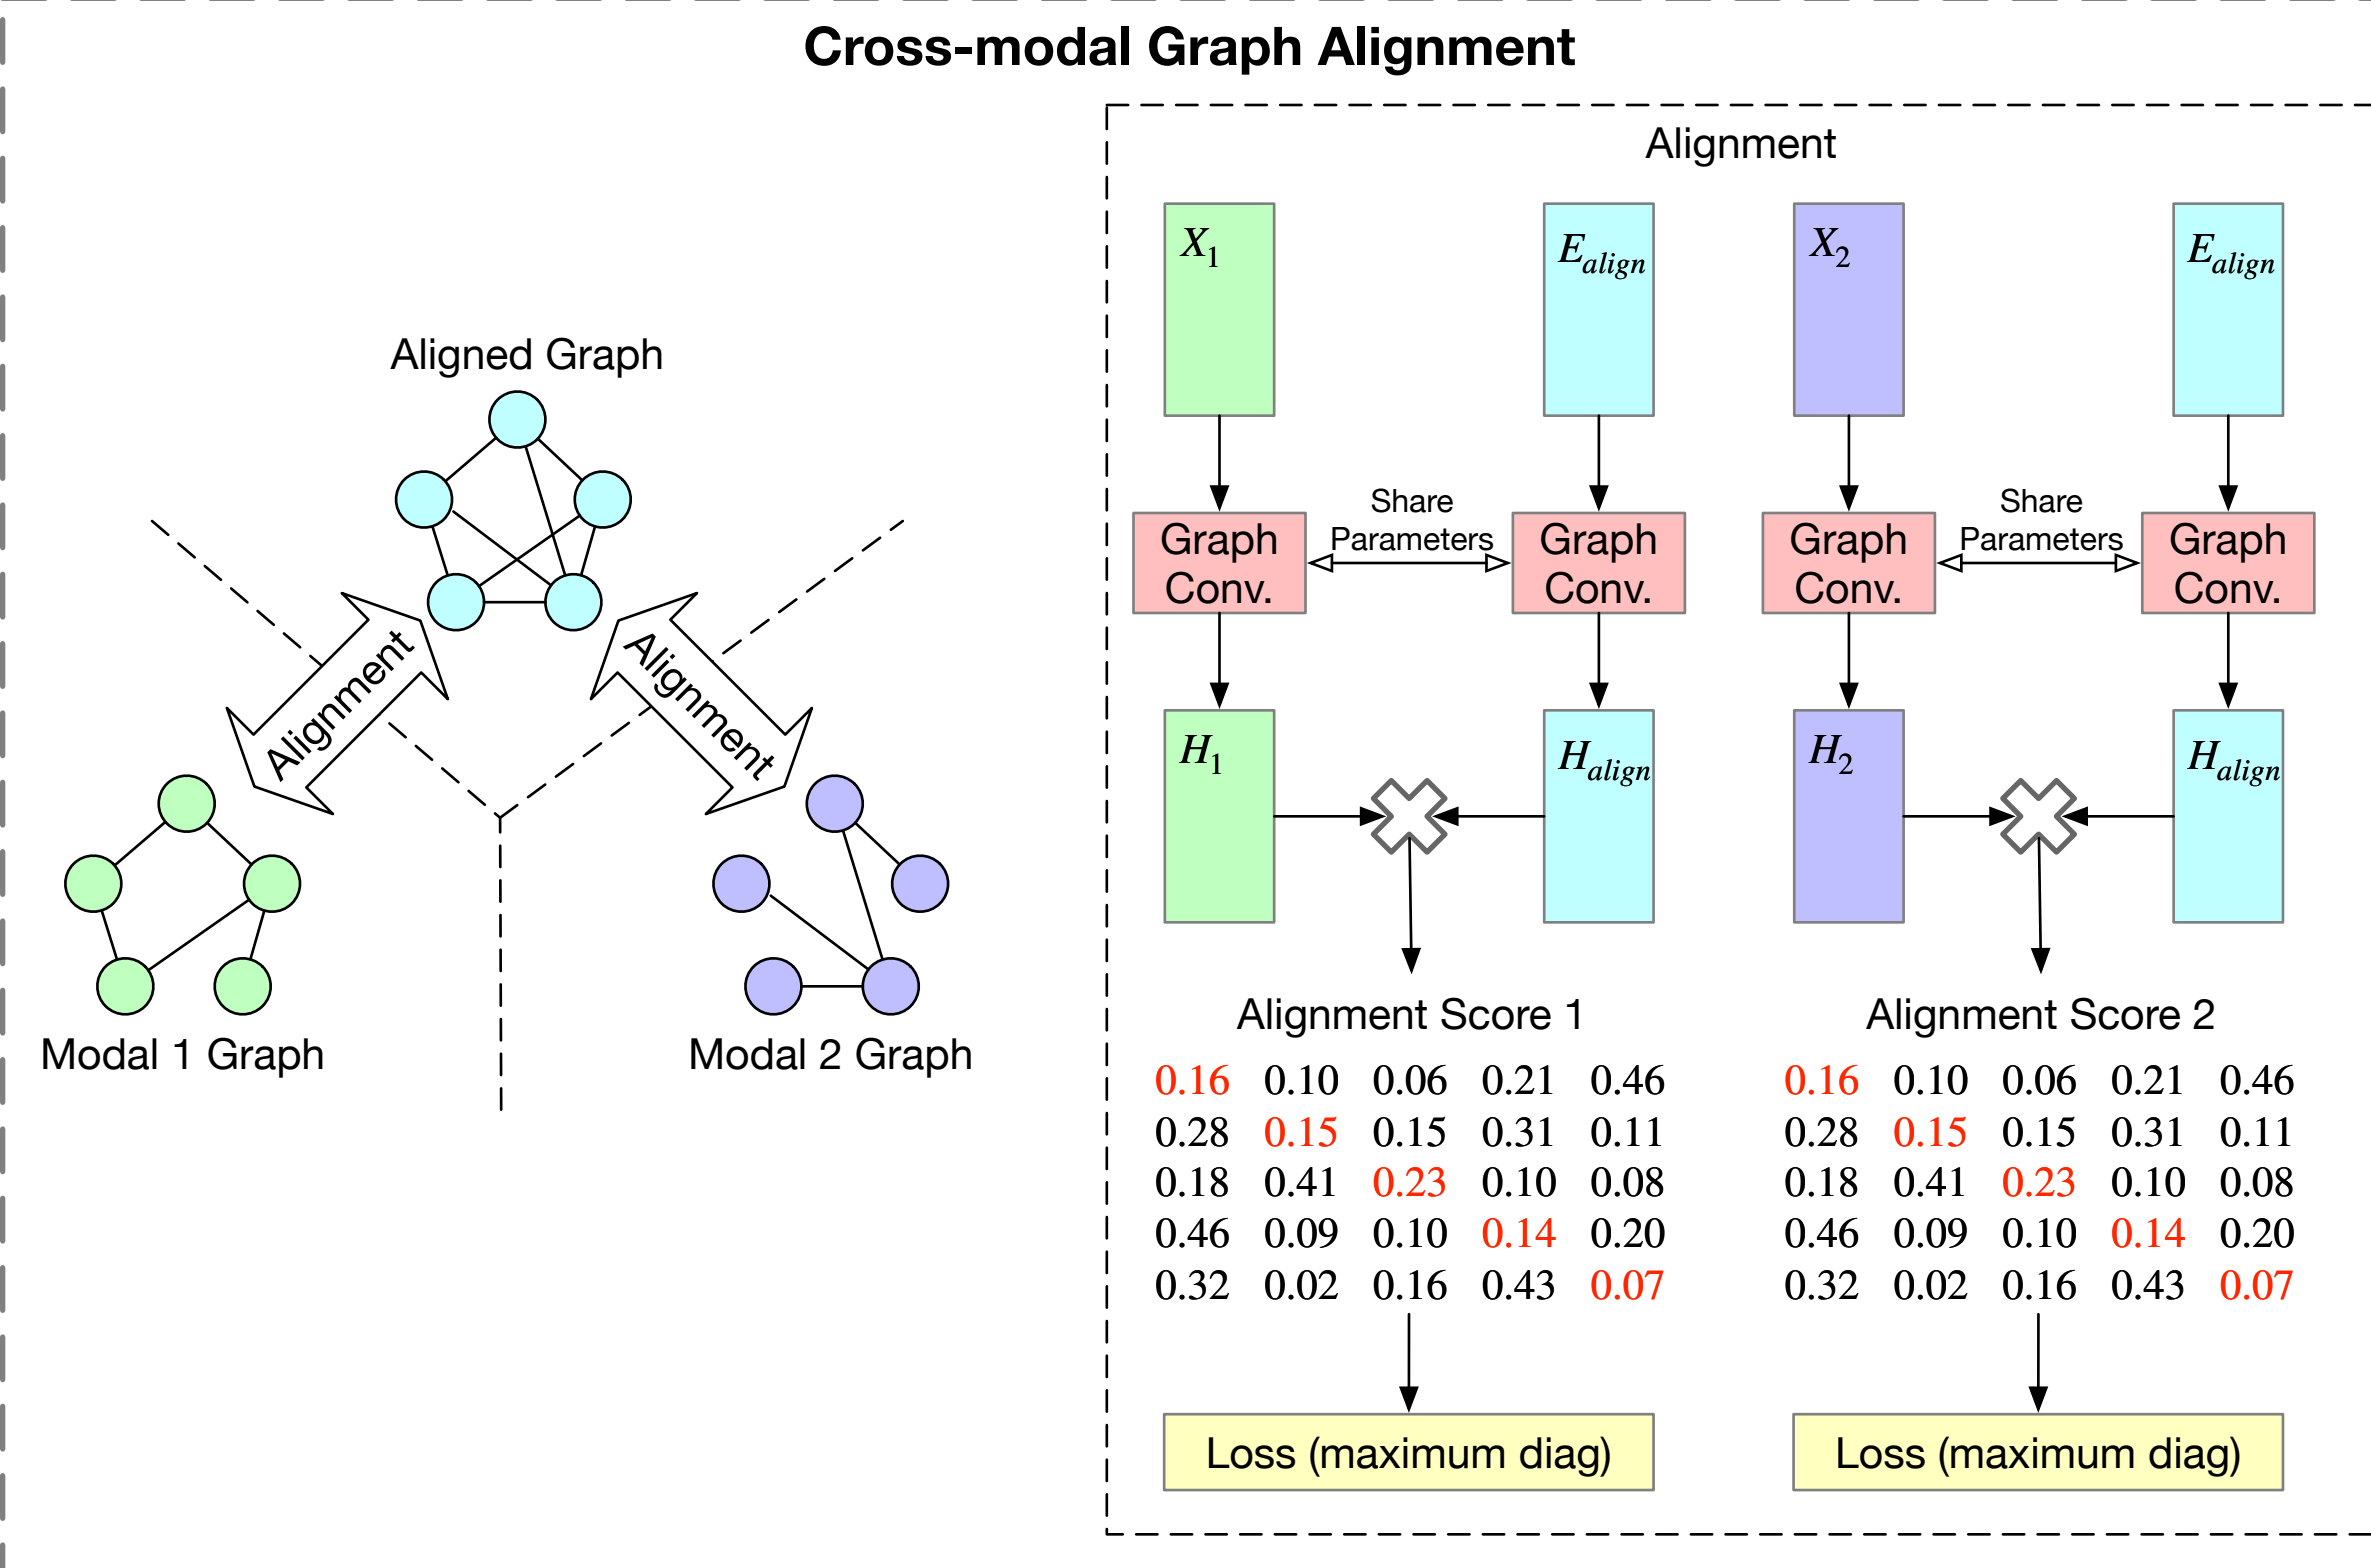 Cross-modal Graph Alignment
Aligned Graph
Alignment
Alignment
Modal 1 Graph
Modal 2 Graph
Alignment
X1
Ealign
X2
Ealign
Graph Conv.
Share Parameters
Graph Conv.
Graph Conv.
Share Parameters
Graph Conv.
H1
Halign
H2
Halign
Alignment Score 1
0.16 0.10 0.06 0.21 0.46
0.28 0.15 0.15 0.31 0.11
0.18 0.41 0.23 0.10 0.08
0.46 0.09 0.10 0.14 0.20
0.32 0.02 0.16 0.43 0.07
Loss (maximum diag)
Alignment Score 2
0.16 0.10 0.06 0.21 0.46
0.28 0.15 0.15 0.31 0.11
0.18 0.41 0.23 0.10 0.08
0.46 0.09 0.10 0.14 0.20
0.32 0.02 0.16 0.43 0.07
Loss (maximum diag)